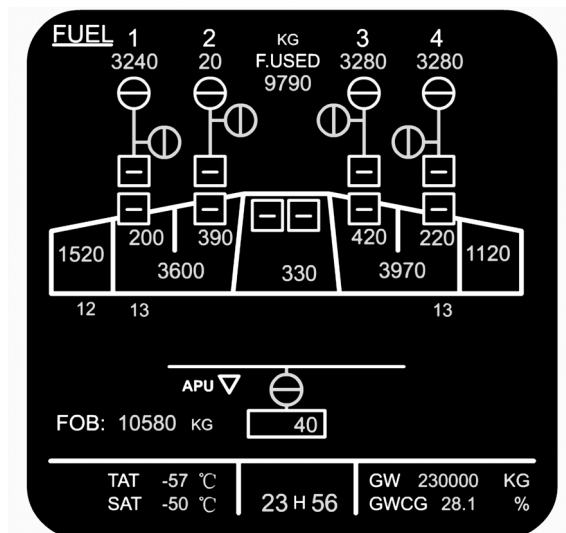 FUEL 1 2 KG 3 4
3240 20 F.USED 3280 3280
9790
200 390 420 220
1520 1120
3600 330 3970
12 13 13
APU
FOB: 10580 KG 40
TAT -57 °C GW 230000 KG
SAT -50 °C 23 H 56 GWCG 28.1 %